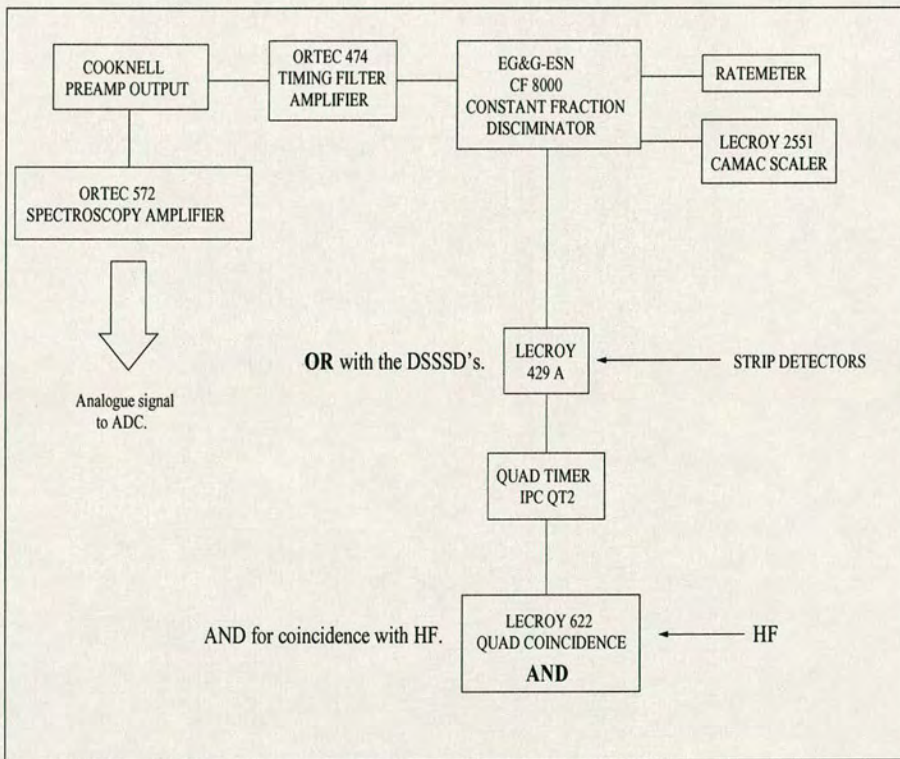 COOKNELL
PREAMP OUTPUT
ORTEC 474
TIMING FILTER
AMPLIFIER
EG&G-ESN
CF 8000
CONSTANT FRACTION
DISCIMINATOR
RATEMETER
LECROY 2551
CAMAC SCALER
ORTEC 572
SPECTROSCOPY AMPLIFIER
Analogue signal
to ADC.
OR with the DSSSD's.
LECROY
429 A
STRIP DETECTORS
QUAD TIMER
IPC QT2
AND for coincidence with HF.
LECROY 622
QUAD COINCIDENCE
AND
HF